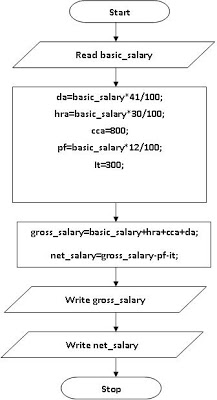 Start
Read basic_salary
da=basic_salary*41/100;
hra=basic_salary*30/100;
cca=800;
pf=basic_salary*12/100;
It=300;
gross_salary=basic_salary+hra+cca+da;
net_salary=gross_salary-pf-it;
Write gross_salary
Write net_salary
Stop